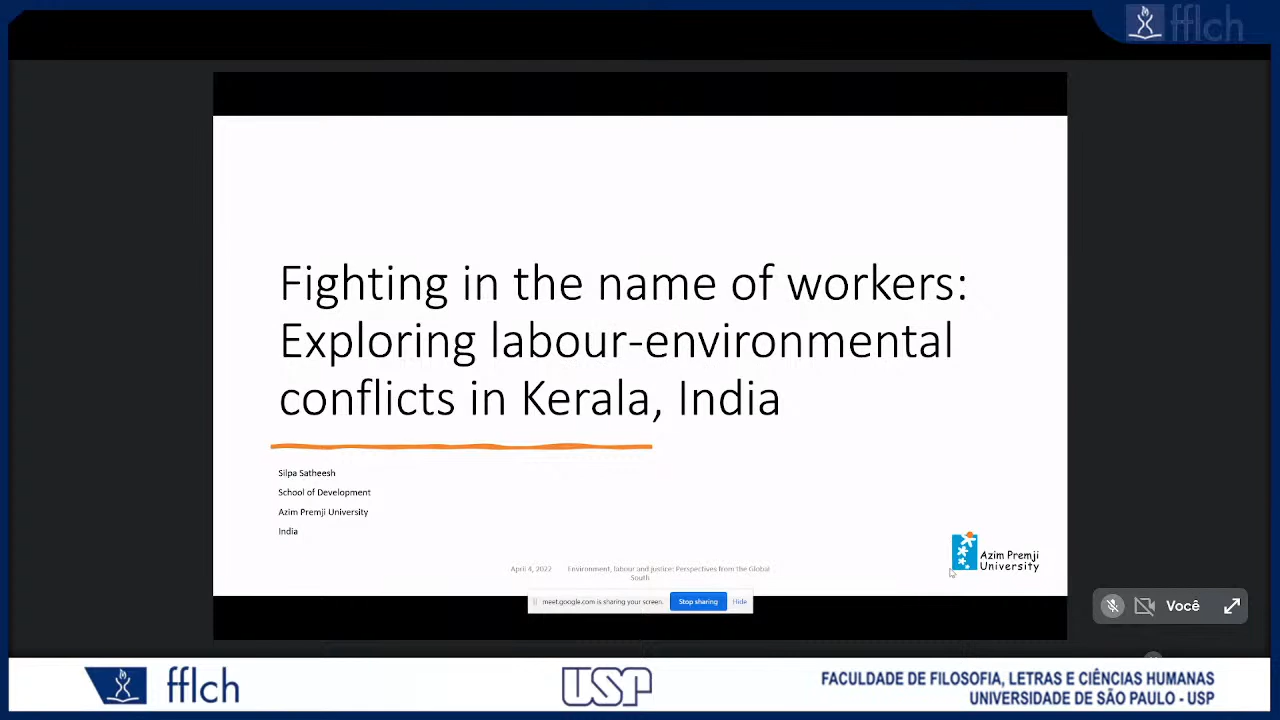 fflch
Fighting in the name of workers:
Exploring labour-environmental
conflicts in Kerala, India
Silpa Satheesh
School of Development
Azim Premji University
India
Azim Premji
University
April 4, 2022
Environment, labour and justice: Perspectives from the Global
South
meet.google.com is sharing your screen.
Stop sharing
Hide
Você
fflch
USP
FACULDADE DE FILOSOFIA, LETRAS E CIÊNCIAS HUMANAS
UNIVERSIDADE DE SÃO PAULO - USP